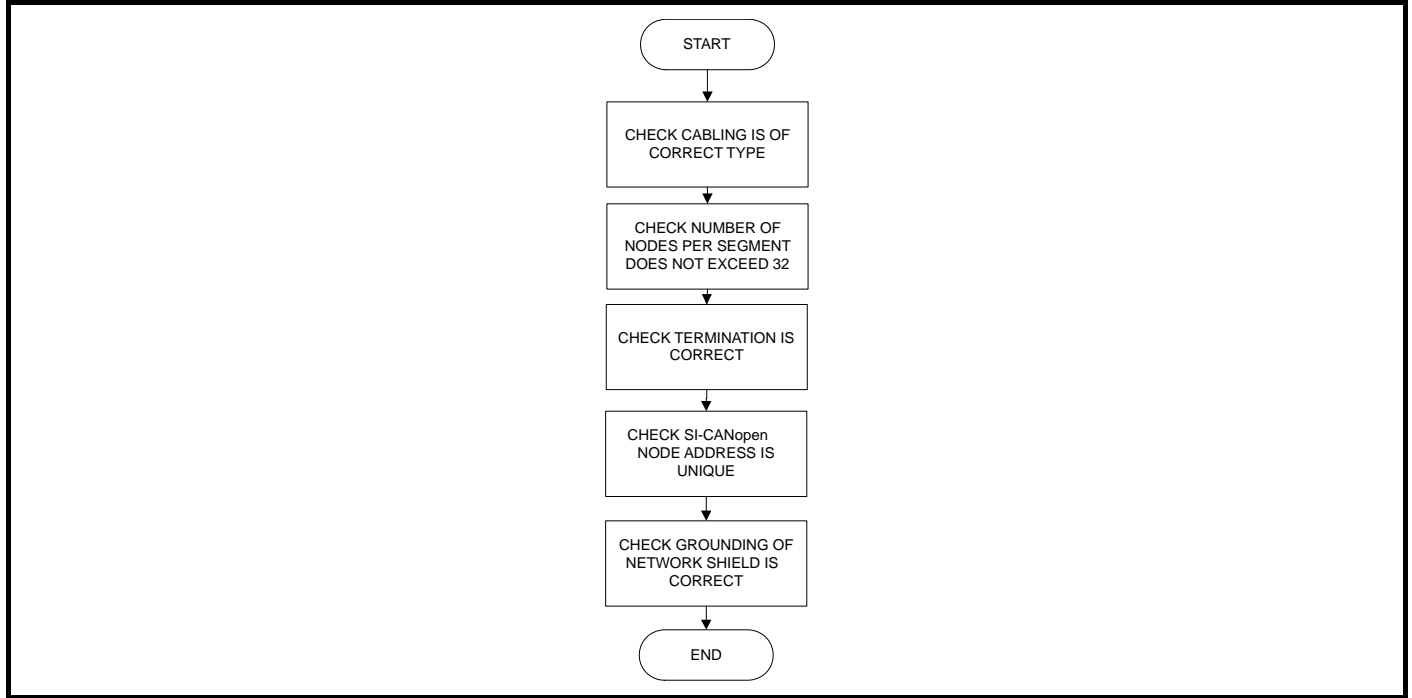 START
CHECK CABLING IS OF
CORRECT TYPE
CHECK NUMBER OF
NODES PER SEGMENT
DOES NOT EXCEED 32
CHECK TERMINATION IS
CORRECT
CHECK SI-CANopen
NODE ADDRESS IS
UNIQUE
CHECK GROUNDING OF
NETWORK SHIELD IS
CORRECT
END